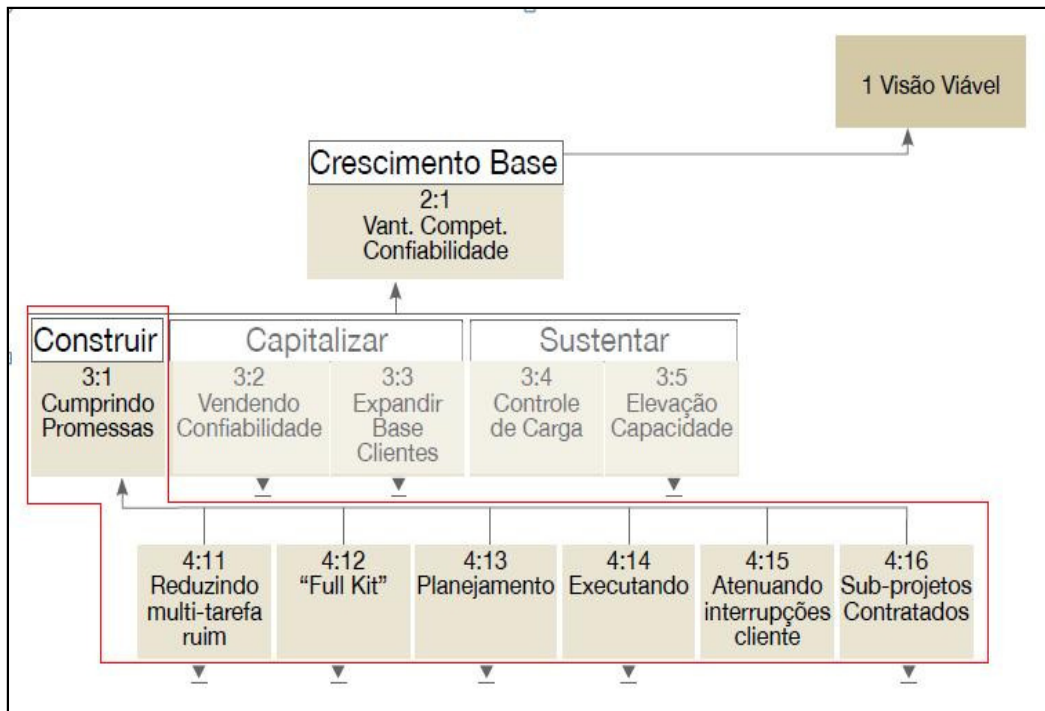 1 Visão Viável
Crescimento Base
2:1
Vant. Compet.
Confiabilidade
Construir
3:1
Cumprindo
Promessas
Capitalizar
3:2
Vendendo
Confiabilidade
3:3
Expandir
Base
Clientes
Sustentar
3:4
Controle
de Carga
3:5
Elevação
Capacidade
4:11
Reduzindo
multi-tarefa
ruim
4:12
“Full Kit”
4:13
Planejamento
4:14
Executando
4:15
Atenuando
interrupções
cliente
4:16
Sub-projetos
Contratados